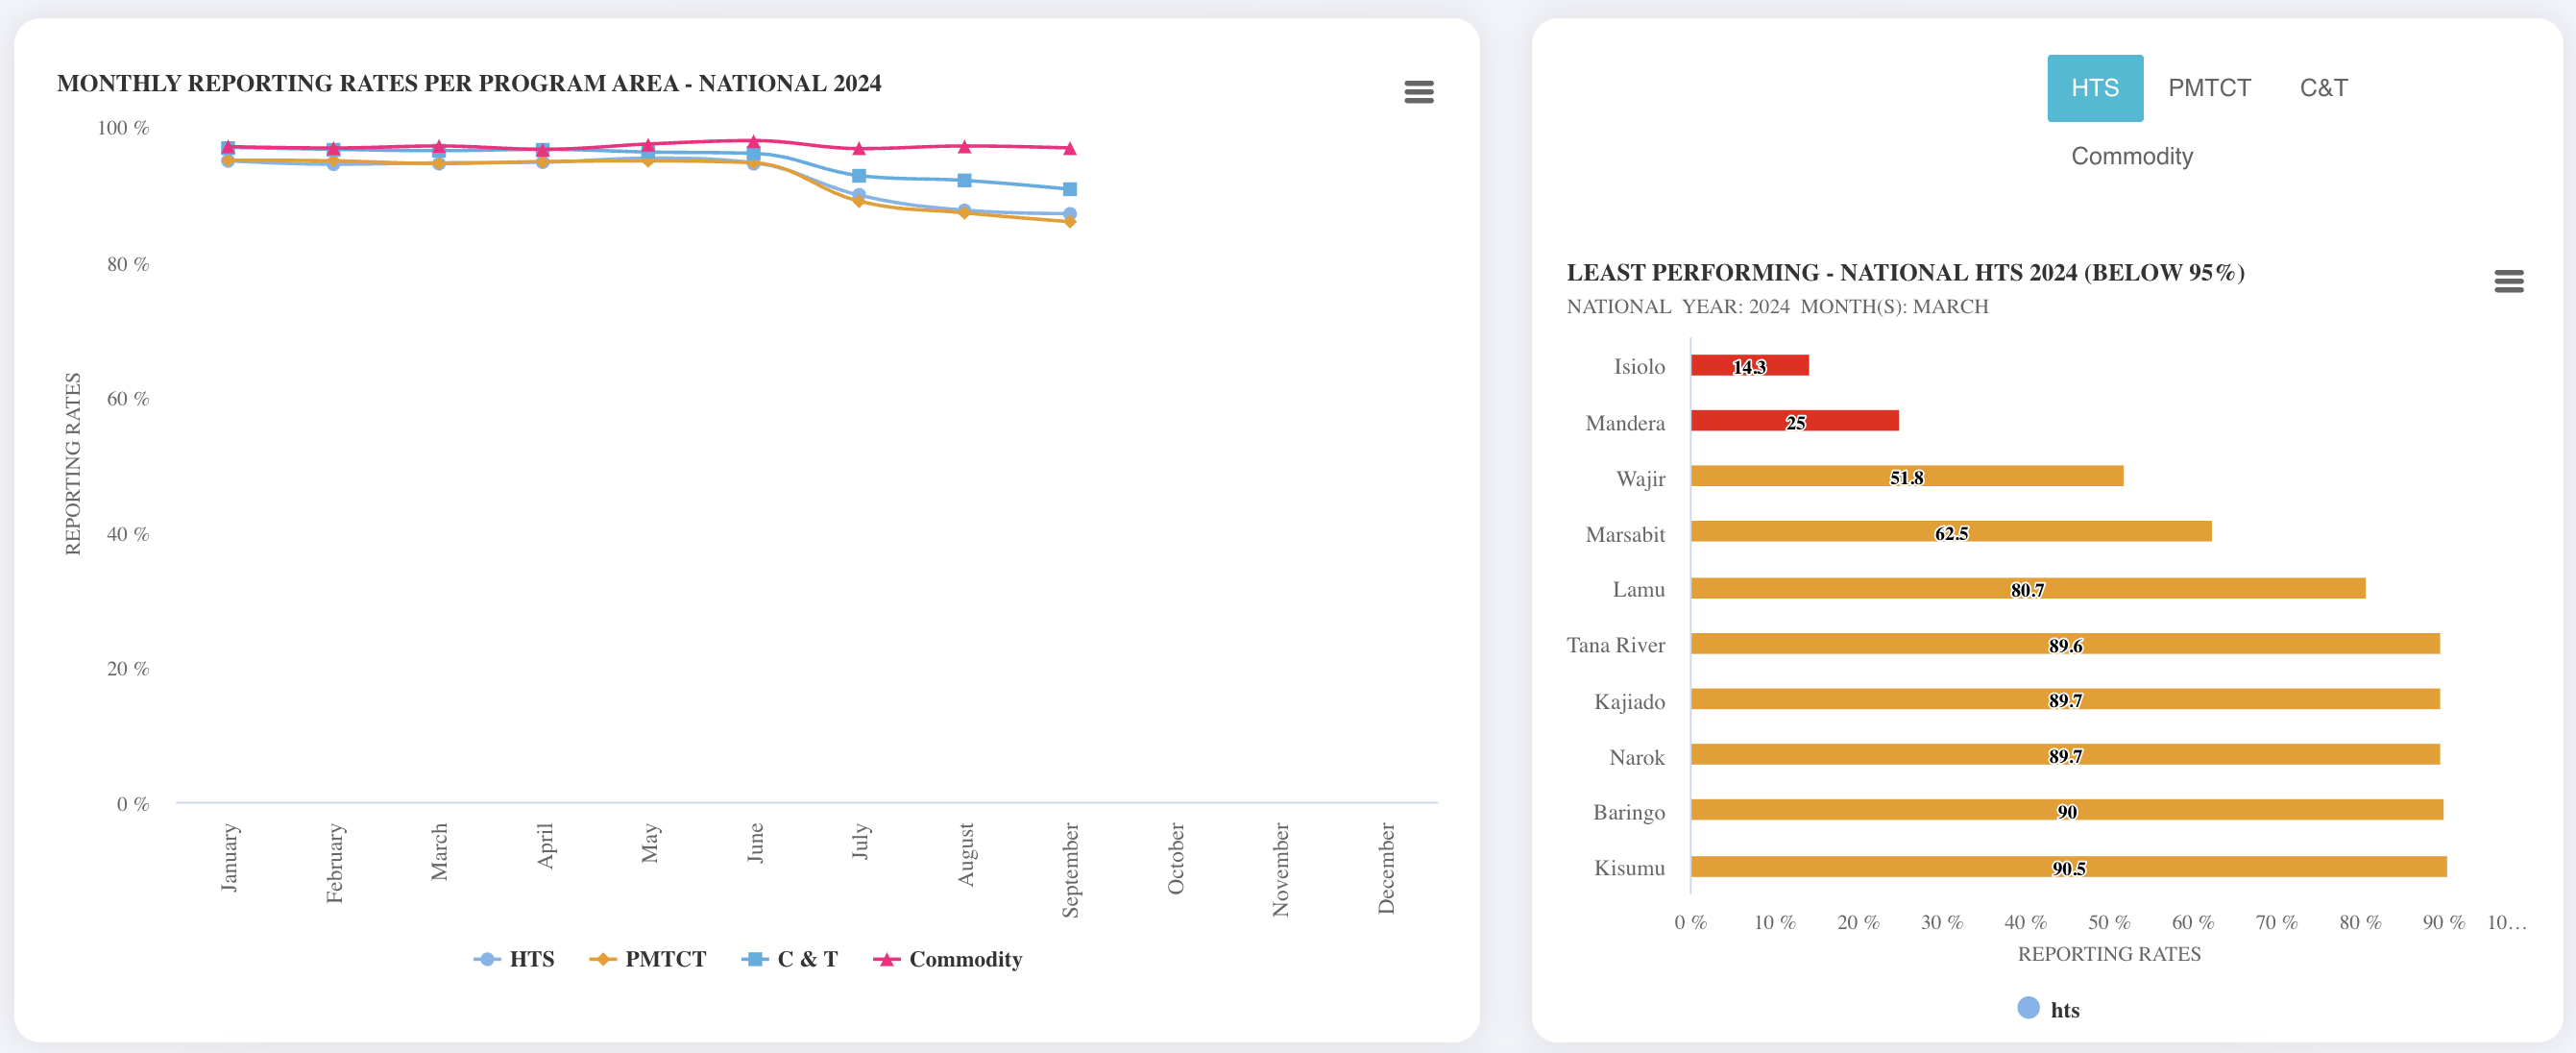 MONTHLY REPORTING RATES PER PROGRAM AREA - NATIONAL 2024
100 %
80 %
60 %
40 %
20 %
0 %
REPORTING RATES
January
February
March
April
May
June
July
August
September
October
November
December
HTS PMTCT C & T Commodity
HTS PMTCT C&T
Commodity
LEAST PERFORMING - NATIONAL HTS 2024 (BELOW 95%)
NATIONAL YEAR: 2024 MONTH(S): MARCH
Isiolo 14.3
Mandera 25
Wajir 51.8
Marsabit 62.5
Lamu 80.7
Tana River 89.6
Kajiado 89.7
Narok 89.7
Baringo 90
Kisumu 90.5
0 % 10 % 20 % 30 % 40 % 50 % 60 % 70 % 80 % 90 % 10…
REPORTING RATES
hts